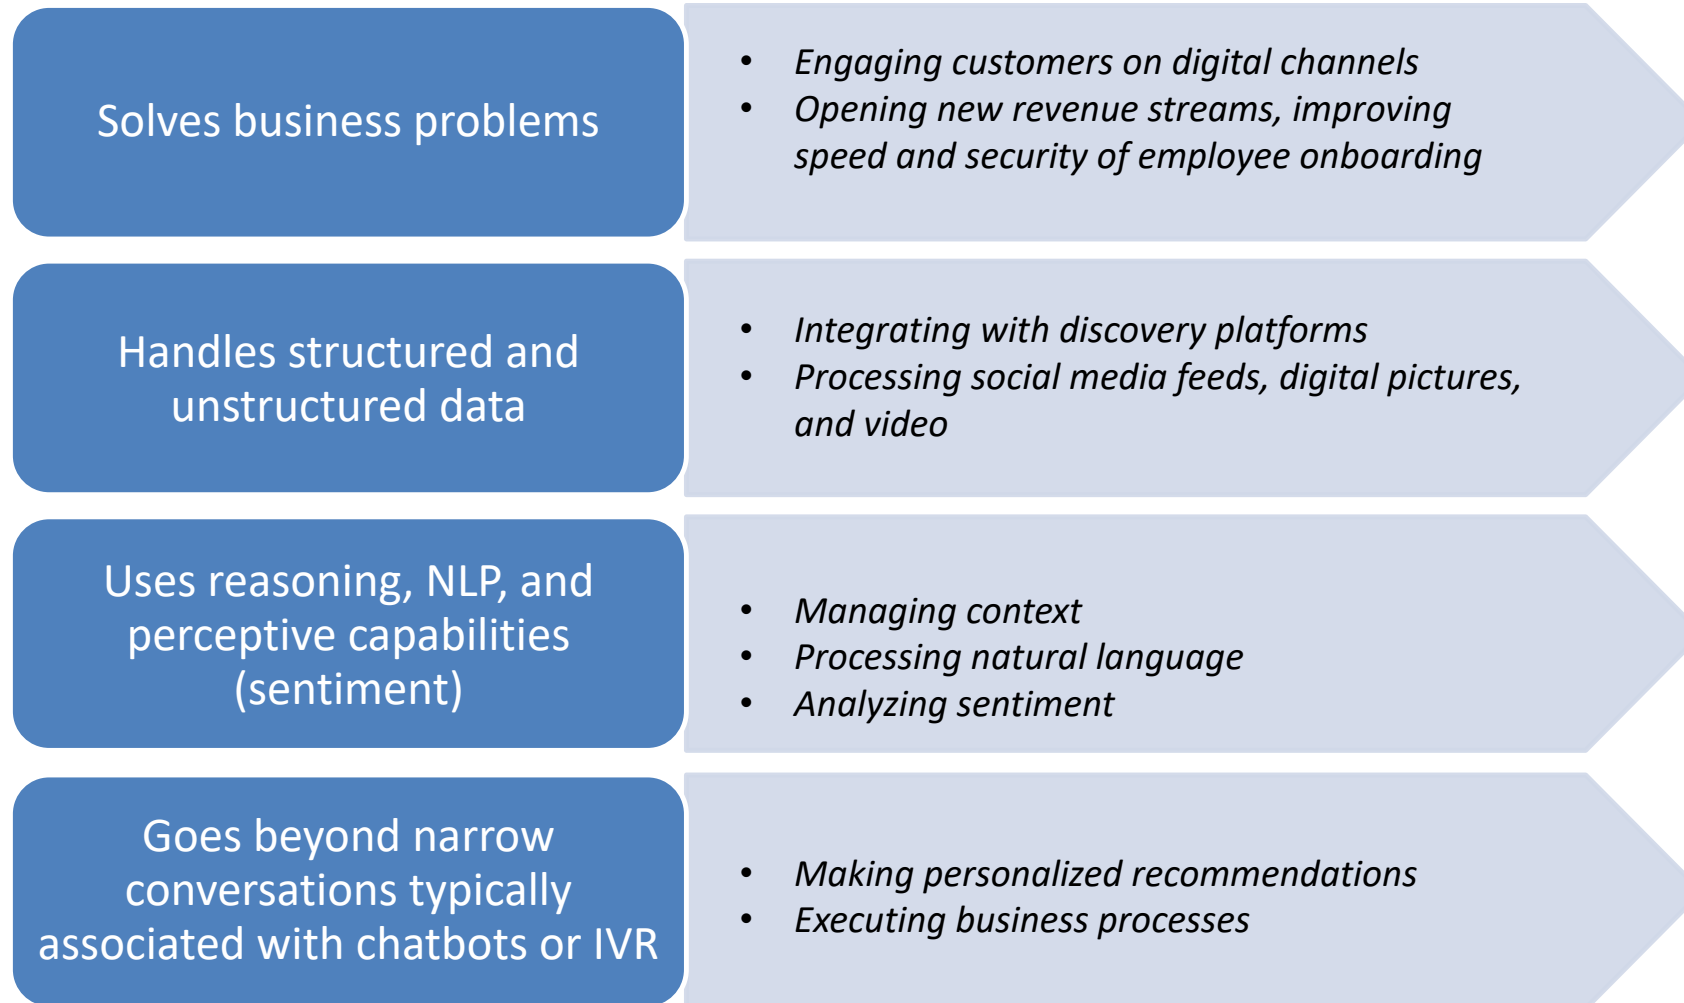 Solves business problems
• Engaging customers on digital channels
• Opening new revenue streams, improving
speed and security of employee onboarding
Handles structured and
unstructured data
• Integrating with discovery platforms
• Processing social media feeds, digital pictures,
and video
Uses reasoning, NLP, and
perceptive capabilities
(sentiment)
• Managing context
• Processing natural language
• Analyzing sentiment
Goes beyond narrow
conversations typically
associated with chatbots or IVR
• Making personalized recommendations
• Executing business processes